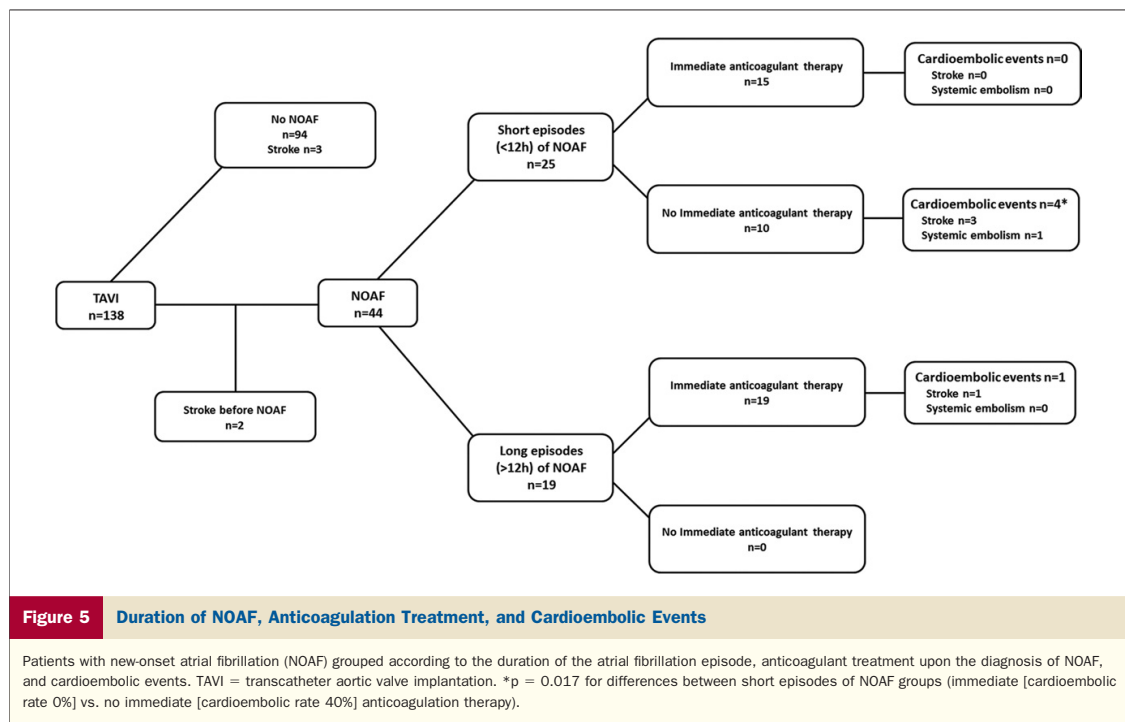 No NOAF
n=94
Stroke n=3
TAVI
n=138
Stroke before NOAF
n=2
NOAF
n=44
Short episodes
(<12h) of NOAF
n=25
Immediate anticoagulant therapy
n=15
Cardioembolic events n=0
Stroke n=0
Systemic embolism n=0
No Immediate anticoagulant therapy
n=10
Cardioembolic events n=4*
Stroke n=3
Systemic embolism n=1
Long episodes
(>12h) of NOAF
n=19
Immediate anticoagulant therapy
n=19
Cardioembolic events n=1
Stroke n=1
Systemic embolism n=0
No Immediate anticoagulant therapy
n=0
Figure 5 Duration of NOAF, Anticoagulation Treatment, and Cardioembolic Events
Patients with new-onset atrial fibrillation (NOAF) grouped according to the duration of the atrial fibrillation episode, anticoagulant treatment upon the diagnosis of NOAF,
and cardioembolic events. TAVI = transcatheter aortic valve implantation. *p = 0.017 for differences between short episodes of NOAF groups (immediate [cardioembolic
rate 0%] vs. no immediate [cardioembolic rate 40%] anticoagulation therapy).